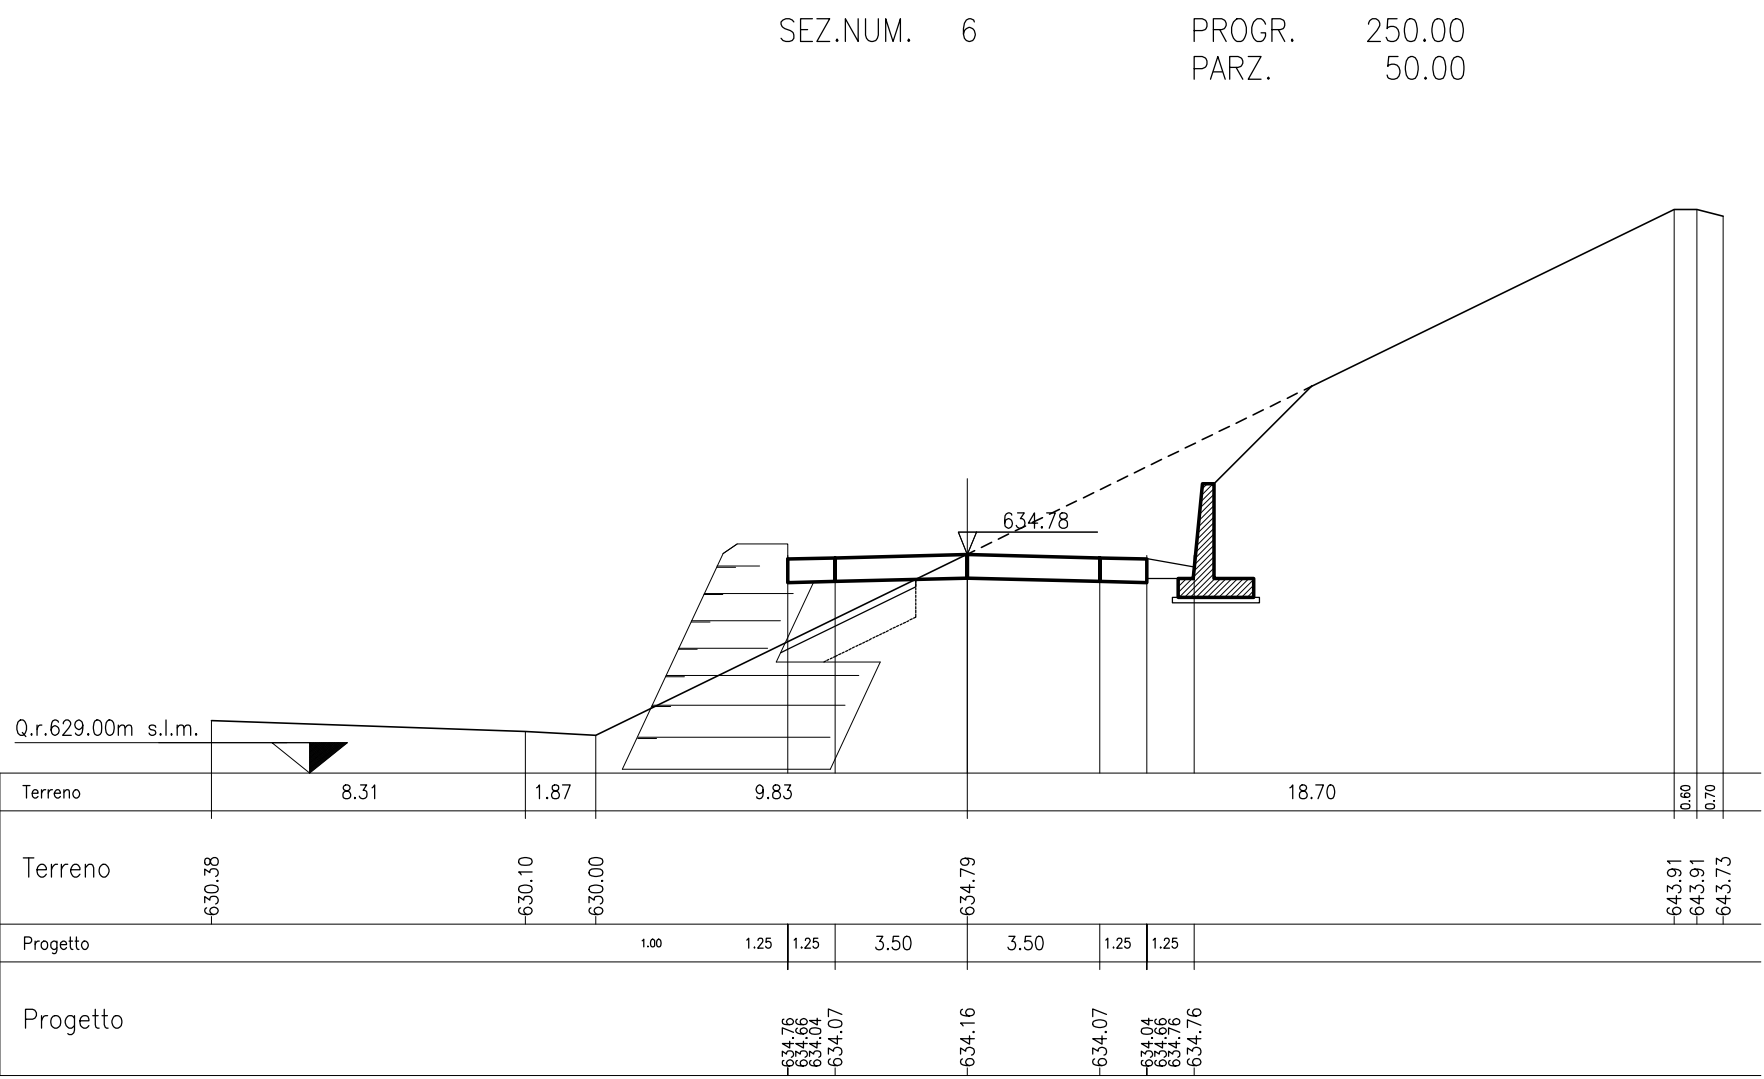 SEZ.NUM. 6 PROGR. 250.00
PARZ. 50.00
634.78
Q.r.629.00m s.l.m.
Terreno 8.31 1.87 9.83 18.70 0.60 0.70
Terreno 630.38 630.10 630.00 634.79 643.91 643.91 643.73
Progetto 1.00 1.25 1.25 3.50 3.50 1.25 1.25
Progetto 634.76 634.66 634.04 634.07 634.16 634.07 634.04 634.66 634.76 634.76